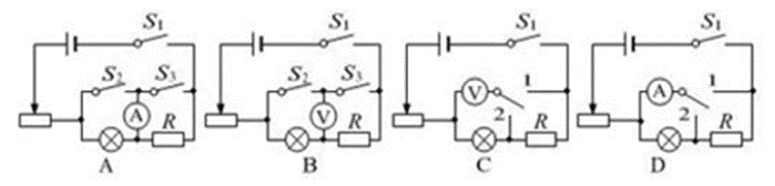 S₁ S₁ S₁ S₁
S₂ S₃ S₂ S₃ 1 1
A V V A
2 2
R R R R
A B C D